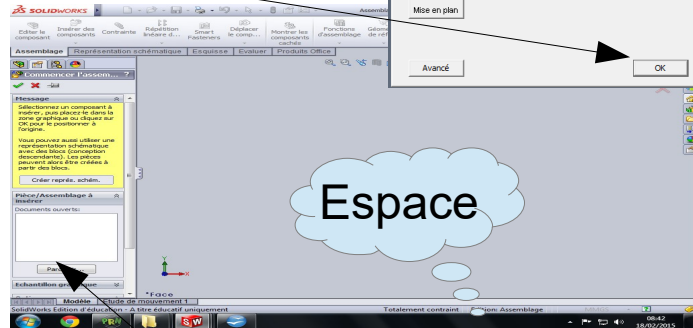 SOLIDWORKS
Assembla
Mise en plan
Editer le composant
Insérer des composants
Contrainte
Répétition linéaire d...
Smart Fasteners
Déplacer le comp...
Montrer les composants cachés
Fonctions d'assemblage
Géomé de réf
Assemblage
Représentation schématique
Esquisse
Evaluer
Produits Office
Avancé
OK
Commencer l'assem... ?
Message
Sélectionnez un composant à
insérer, puis placez-le dans la
zone graphique ou cliquez sur
OK pour le positionner à
l'origine.
Vous pouvez aussi utiliser une
représentation schématique
avec des blocs (conception
descendante). Les pièces
peuvent alors être créées à
partir des blocs.
Créer représ. schém.
Pièce/Assemblage à
insérer
Documents ouverts:
Espace
Y
X
*Face
Modèle
Etude de mouvement 1
SolidWorks Edition d'éducation - A titre éducatif uniquement
Totalement contraint
Assemblage
08:42
18/02/2015